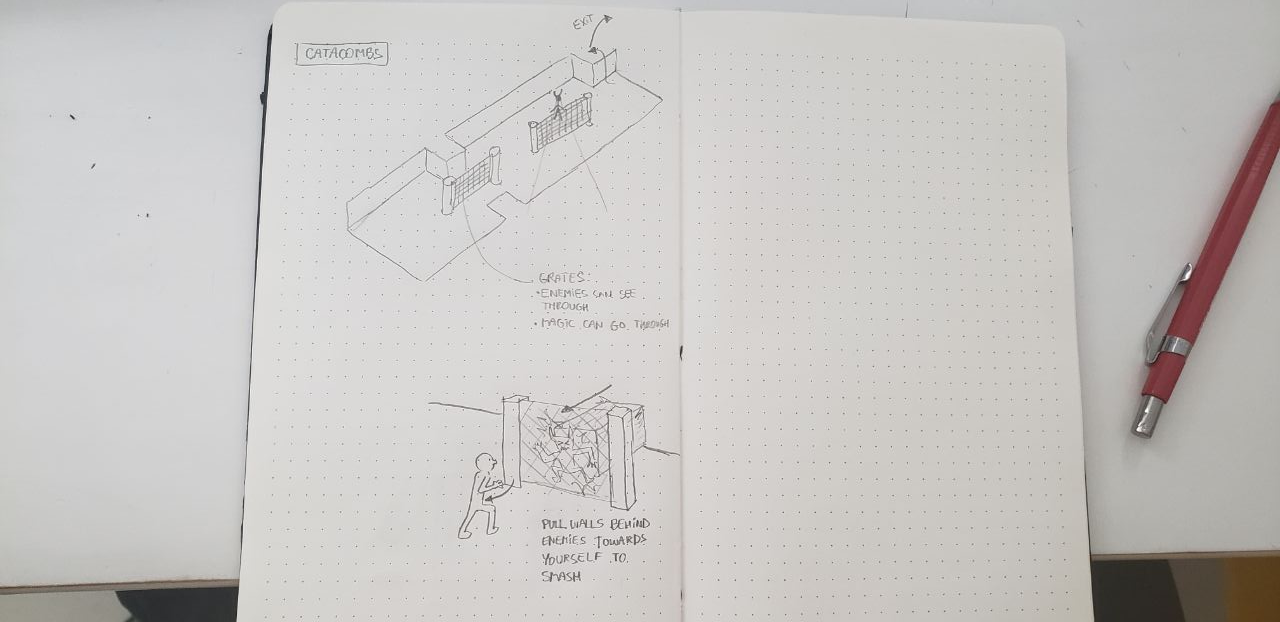 CATACOMBS
EXIT
GRATES:
• ENEMIES CAN SEE
THROUGH
• MAGIC CAN GO THROUGH
PULL WALLS BEHIND
ENEMIES TOWARDS
YOURSELF TO
SMASH